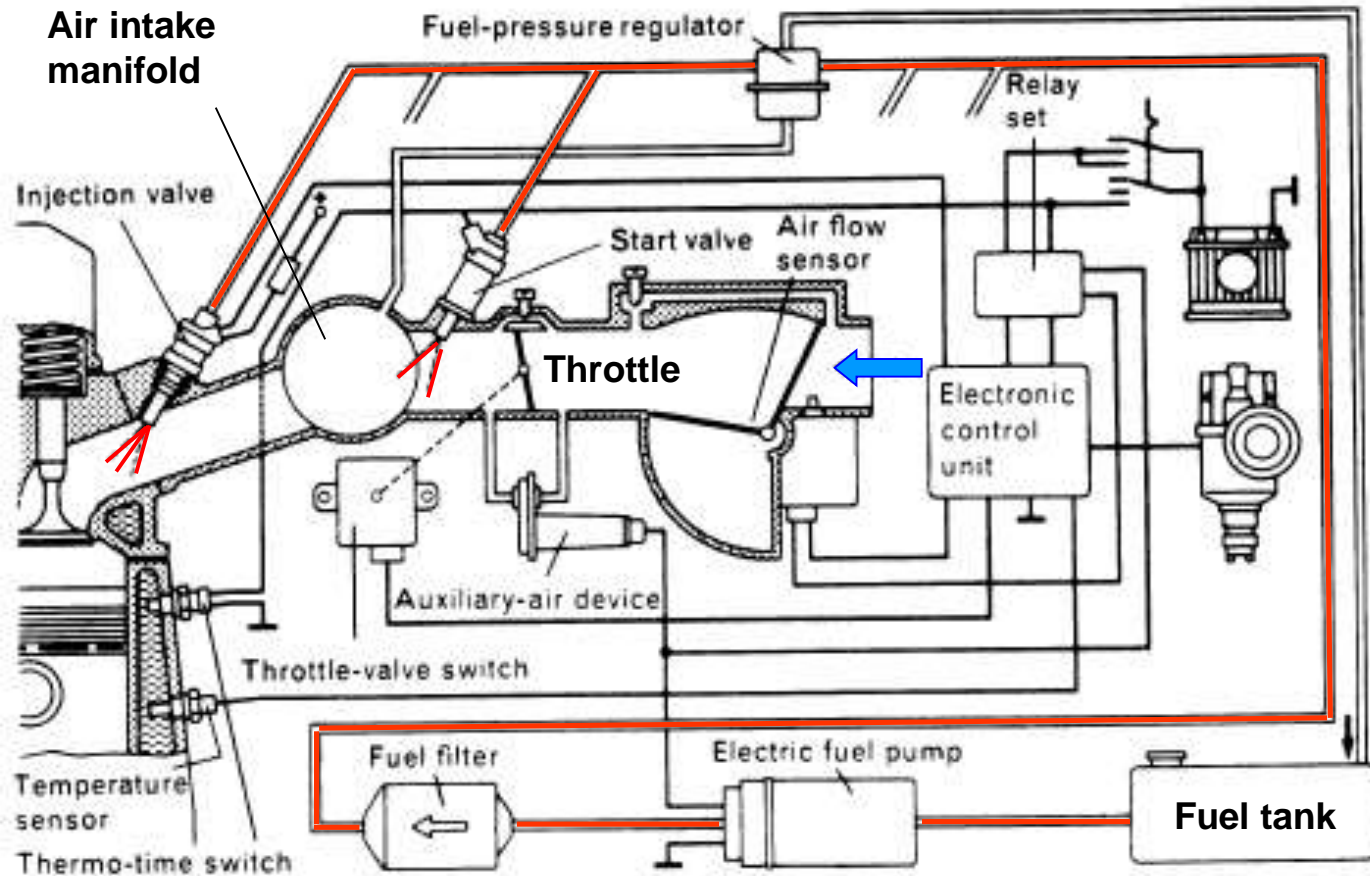 Air intake
manifold
Fuel-pressure regulator
Relay
set
Injection valve
+
Start valve
Air flow
sensor
Throttle
Electronic
control
unit
Auxiliary-air device
Throttle-valve switch
Fuel filter
Electric fuel pump
Temperature
sensor
Fuel tank
Thermo-time switch